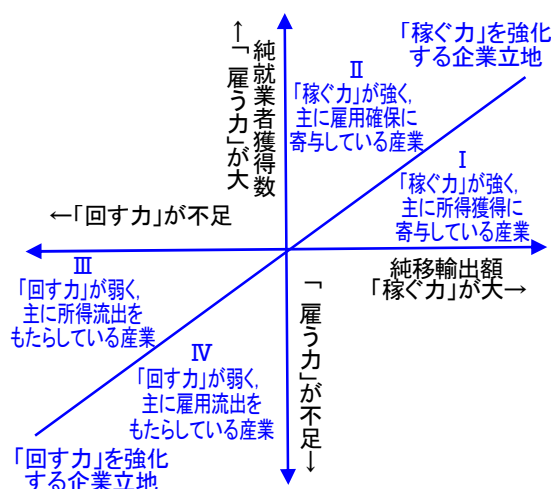 「稼ぐ力」を強化
する企業立地
純就業者獲得数
←「雇う力」が大
Ⅱ
「稼ぐ力」が強く,
主に雇用確保に
寄与している産業
Ⅰ
「稼ぐ力」が強く,
主に所得獲得に
寄与している産業
←「回す力」が不足
純移輸出額
「稼ぐ力」が大→
Ⅲ
「回す力」が弱く,
主に所得流出を
もたらしている産業
Ⅳ
「回す力」が弱く,
主に雇用流出を
もたらしている産業
「雇う力」が不足→
「回す力」を強化
する企業立地